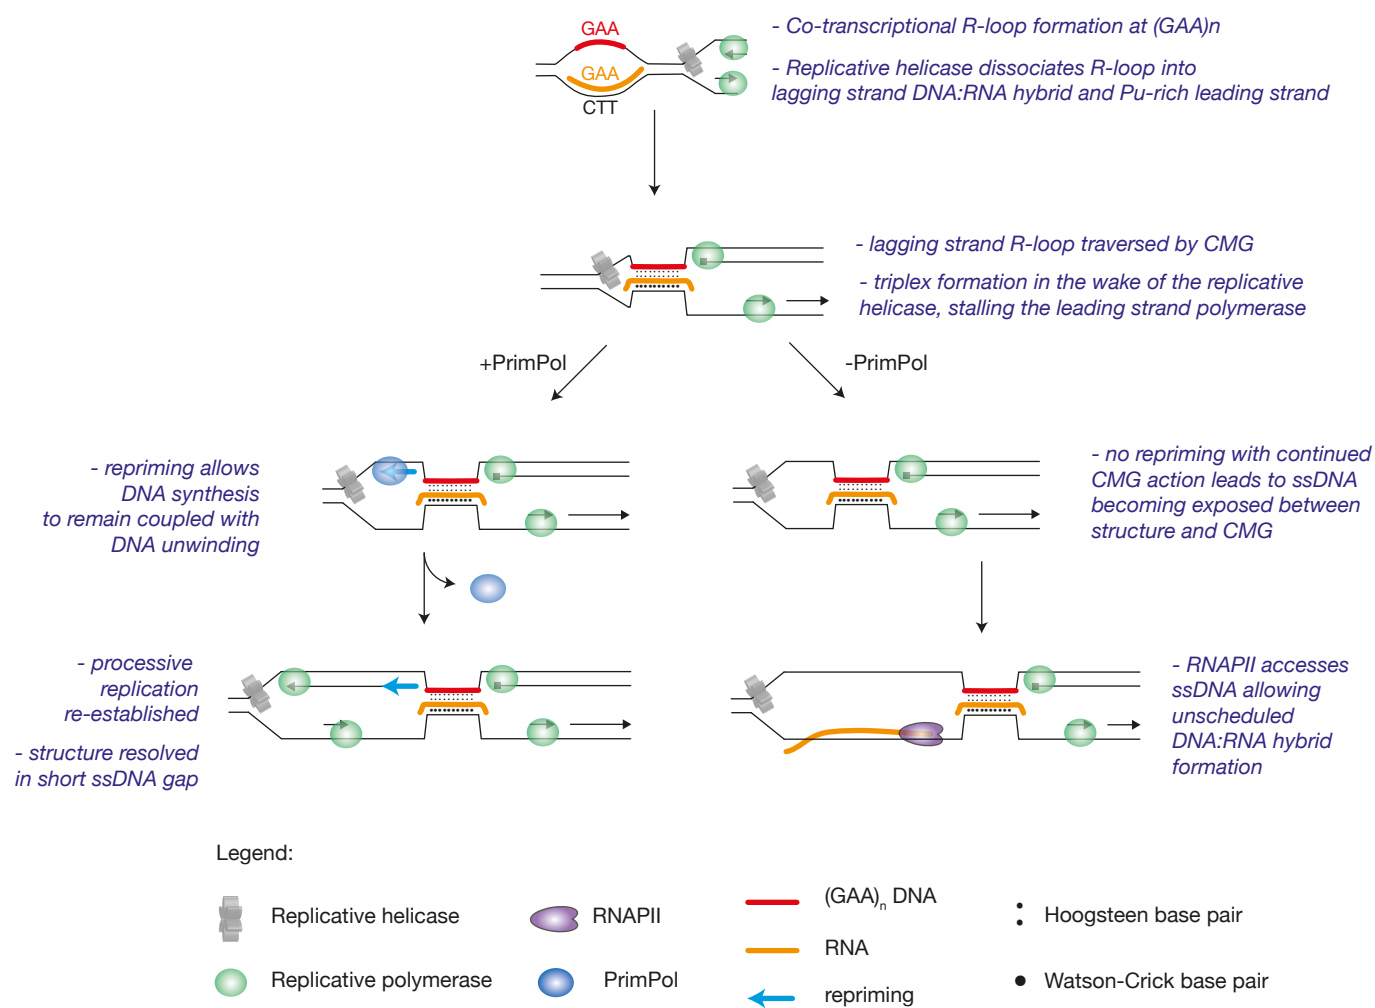 GAA
GAA
CTT
- Co-transcriptional R-loop formation at (GAA)n
- Replicative helicase dissociates R-loop into
lagging strand DNA:RNA hybrid and Pu-rich leading strand
- lagging strand R-loop traversed by CMG
- triplex formation in the wake of the replicative
helicase, stalling the leading strand polymerase
+PrimPol
-PrimPol
- repriming allows
DNA synthesis
to remain coupled with
DNA unwinding
- no repriming with continued
CMG action leads to ssDNA
becoming exposed between
structure and CMG
- processive
replication
re-established
- structure resolved
in short ssDNA gap
- RNAPII accesses
ssDNA allowing
unscheduled
DNA:RNA hybrid
formation
Legend:
Replicative helicase
RNAPII
(GAA)n DNA
Hoogsteen base pair
RNA
Replicative polymerase
PrimPol
repriming
Watson-Crick base pair